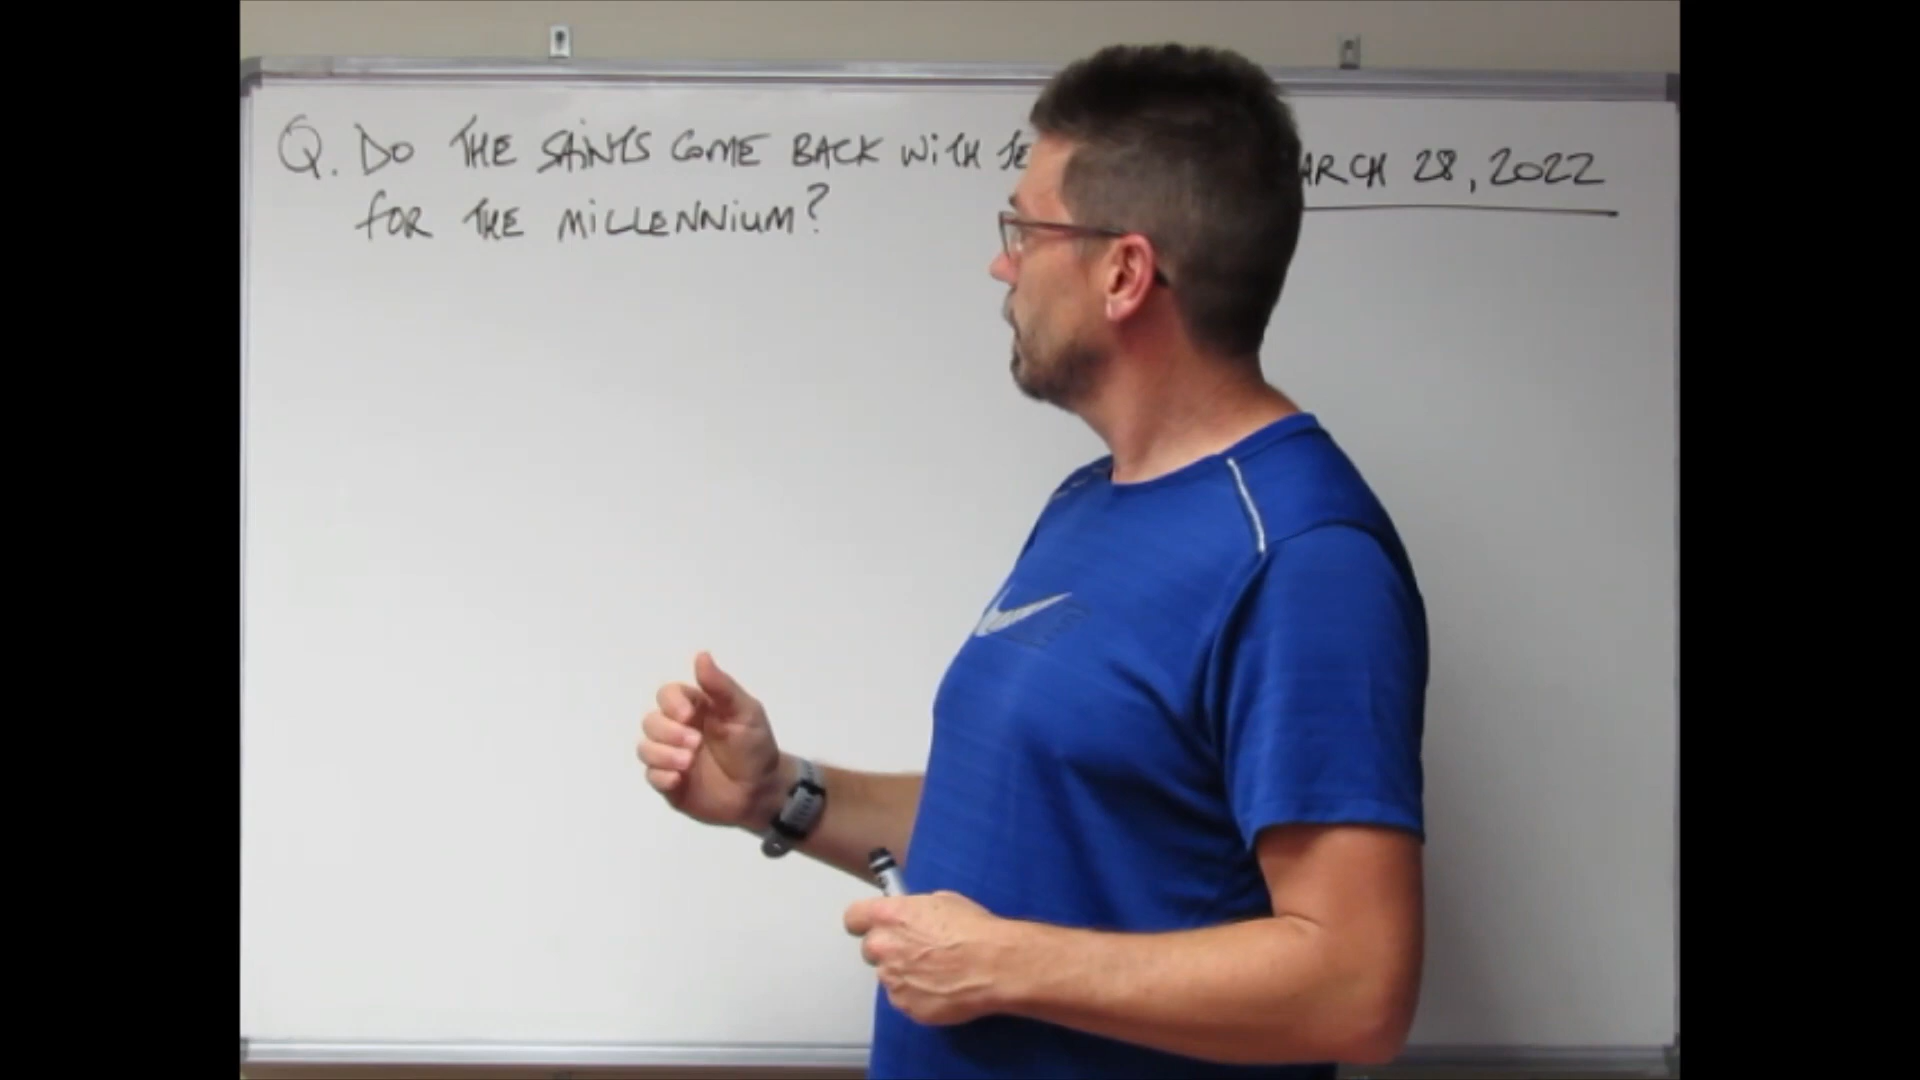 Q. DO THE SAINTS COME BACK WITH
FOR THE MILLENNIUM?
ARCH 28, 2022